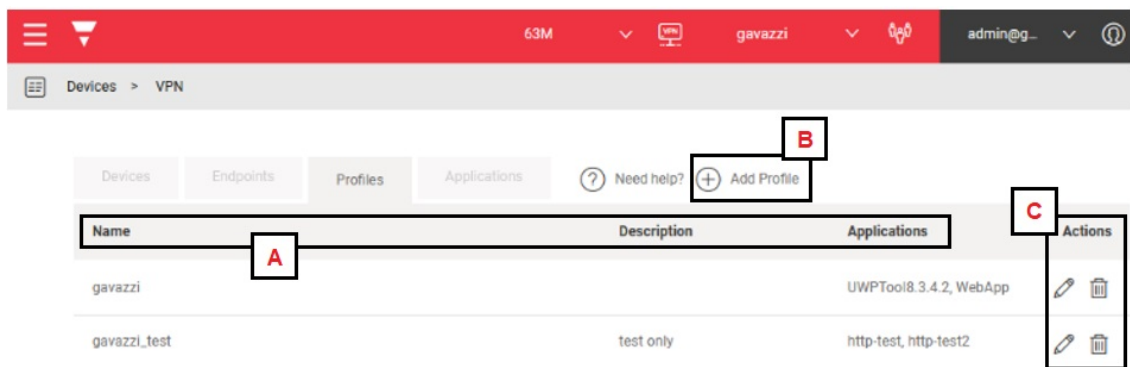 63M VPN gavazzi admin@g...
Devices > VPN
B
Devices Endpoints Profiles Applications ? Need help? Add Profile
C
Name Description Applications Actions
A
gavazzi UWPTool8.3.4.2, WebApp
gavazzi_test test only http-test, http-test2